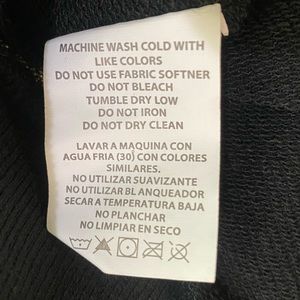 MACHINE WASH COLD WITH
LIKE COLORS
DO NOT USE FABRIC SOFTNER
DO NOT BLEACH
TUMBLE DRY LOW
DO NOT IRON
DO NOT DRY CLEAN
LAVAR A MAQUINA CON
AGUA FRIA (30) CON COLORES
SIMILARES.
NO UTILIZAR SUAVIZANTE
NO UTILIZAR BLANQUEADOR
SECAR A TEMPERATURA BAJA
NO PLANCHAR
NO LIMPIAR EN SECO